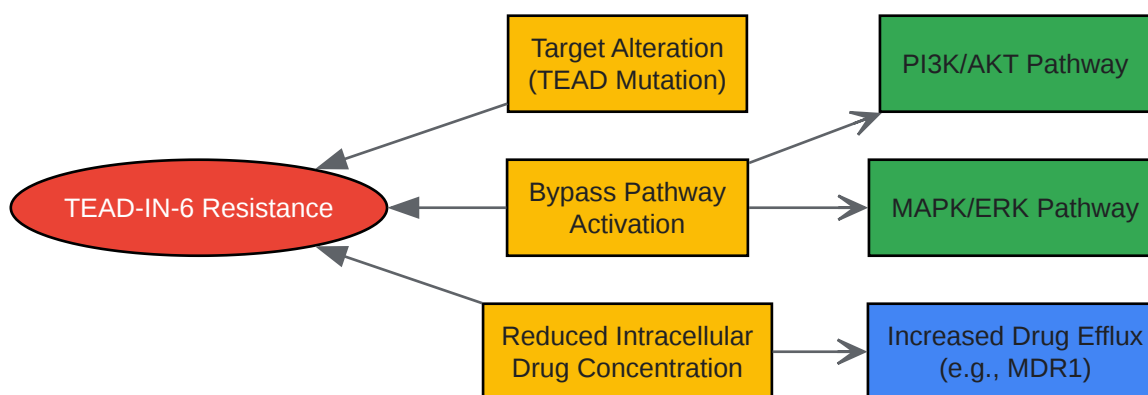 Target Alteration
(TEAD Mutation)
PI3K/AKT Pathway
TEAD-IN-6 Resistance
Bypass Pathway
Activation
MAPK/ERK Pathway
Reduced Intracellular
Drug Concentration
Increased Drug Efflux
(e.g., MDR1)